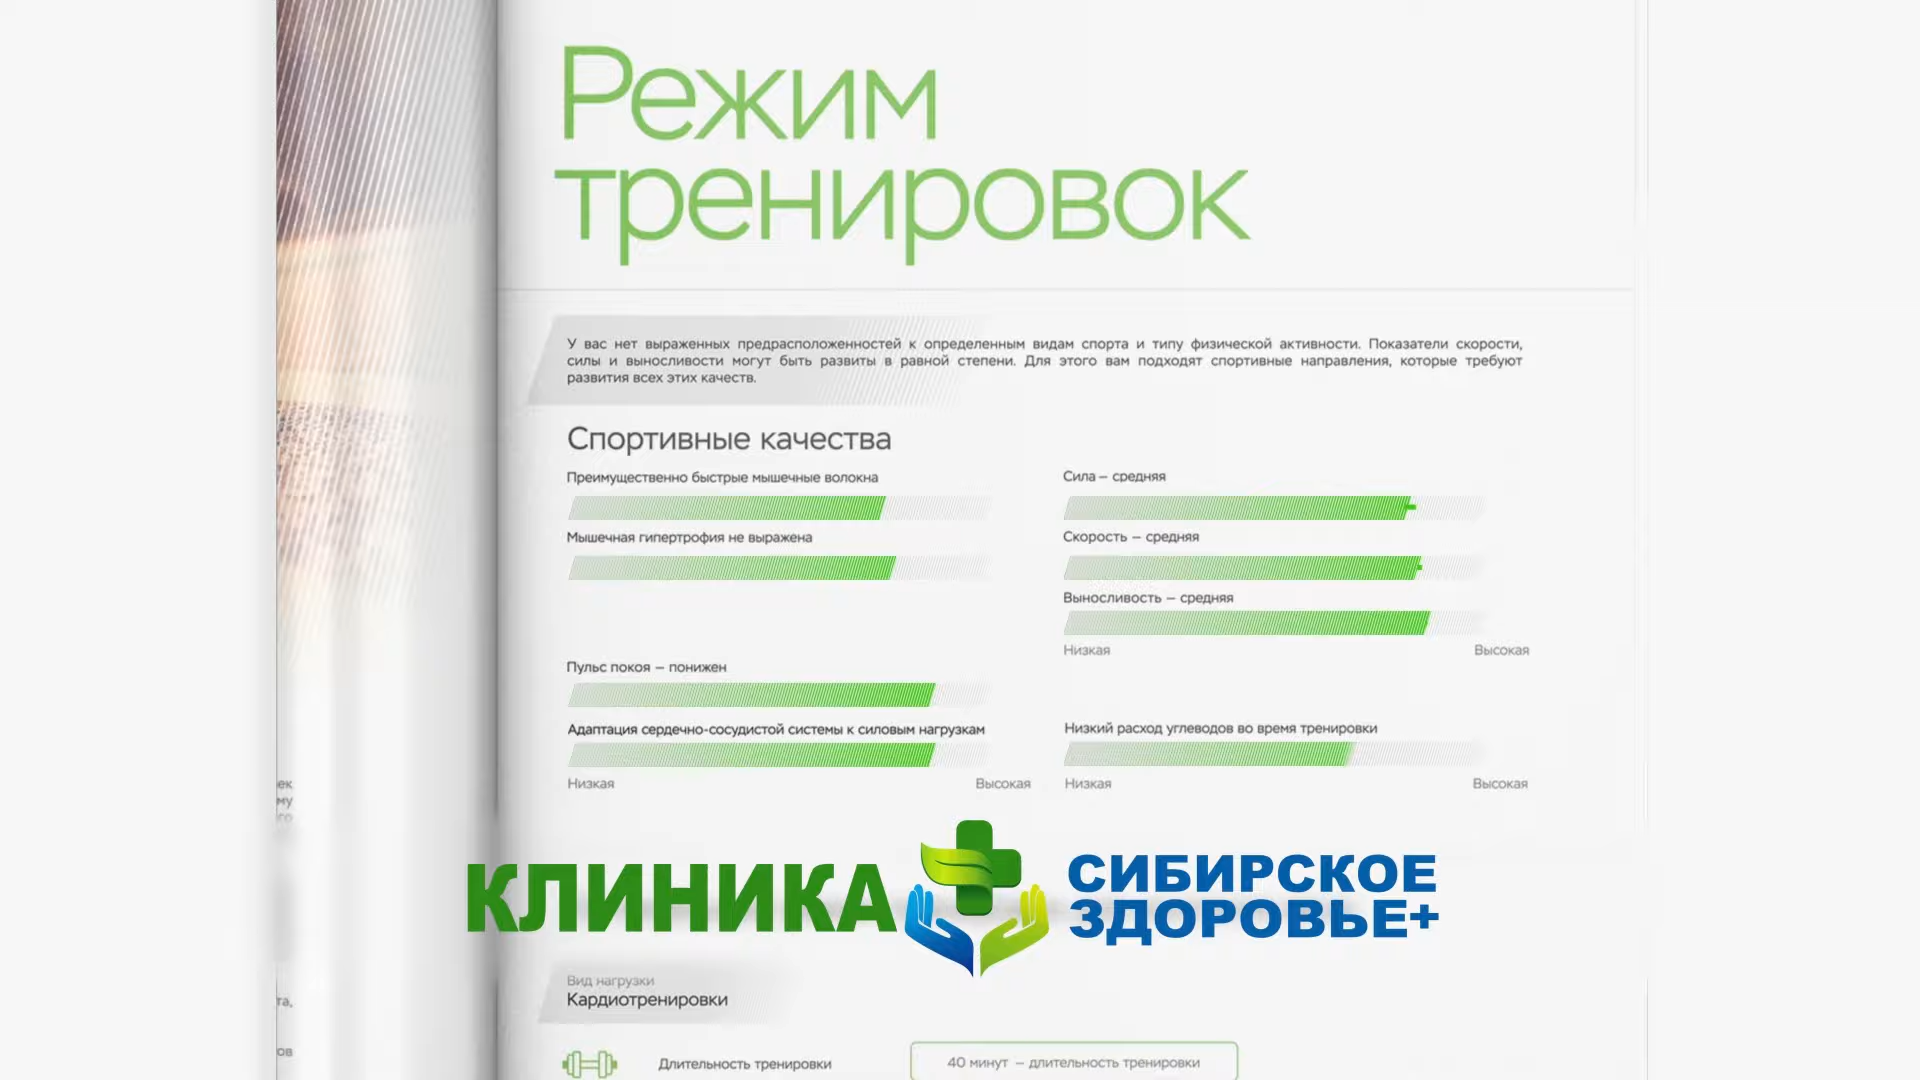 Режим
тренировок
У вас нет выраженных предрасположенностей к определенным видам спорта и типу физической активности. Показатели скорости,
силы и выносливости могут быть развиты в равной степени. Для этого вам подходят спортивные направления, которые требуют
развития всех этих качеств.
Спортивные качества
Преимущественно быстрые мышечные волокна
Сила – средняя
Мышечная гипертрофия не выражена
Скорость – средняя
Выносливость – средняя
Низкая
Высокая
Пульс покоя – понижен
Адаптация сердечно-сосудистой системы к силовым нагрузкам
Низкая
Высокая
Низкий расход углеводов во время тренировки
Низкая
Высокая
КЛИНИКА
СИБИРСКОЕ
ЗДОРОВЬЕ+
Вид нагрузки
Кардиотренировки
Длительность тренировки
40 минут – длительность тренировки